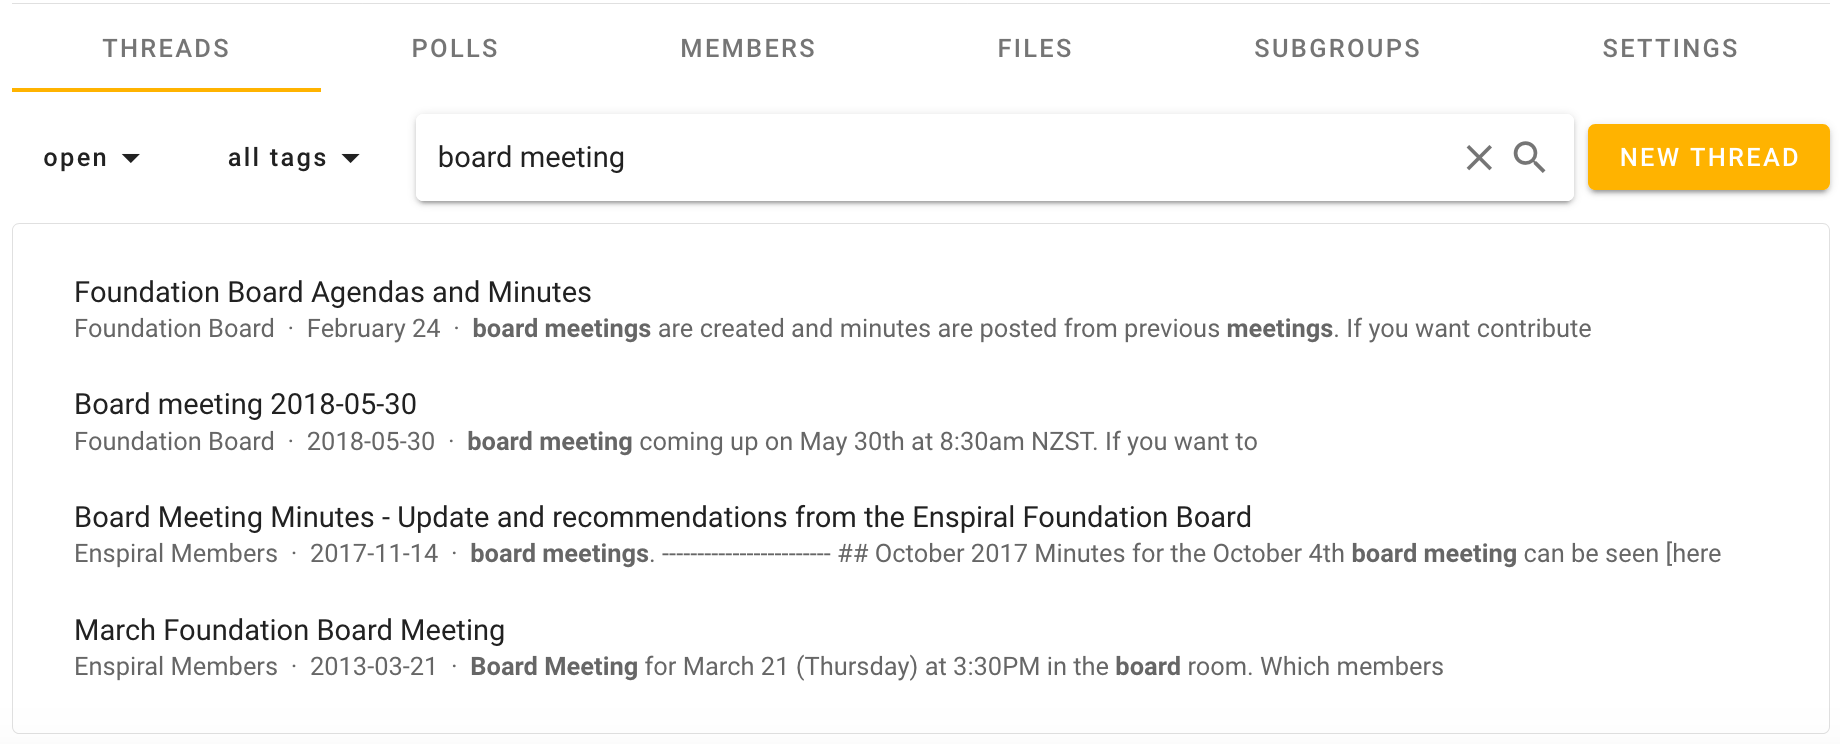 THREADS POLLS MEMBERS FILES SUBGROUPS SETTINGS
open all tags board meeting NEW THREAD
Foundation Board Agendas and Minutes
Foundation Board · February 24 · board meetings are created and minutes are posted from previous meetings. If you want contribute
Board meeting 2018-05-30
Foundation Board · 2018-05-30 · board meeting coming up on May 30th at 8:30am NZST. If you want to
Board Meeting Minutes - Update and recommendations from the Enspiral Foundation Board
Enspiral Members · 2017-11-14 · board meetings. ------------------------ ## October 2017 Minutes for the October 4th board meeting can be seen [here
March Foundation Board Meeting
Enspiral Members · 2013-03-21 · Board Meeting for March 21 (Thursday) at 3:30PM in the board room. Which members